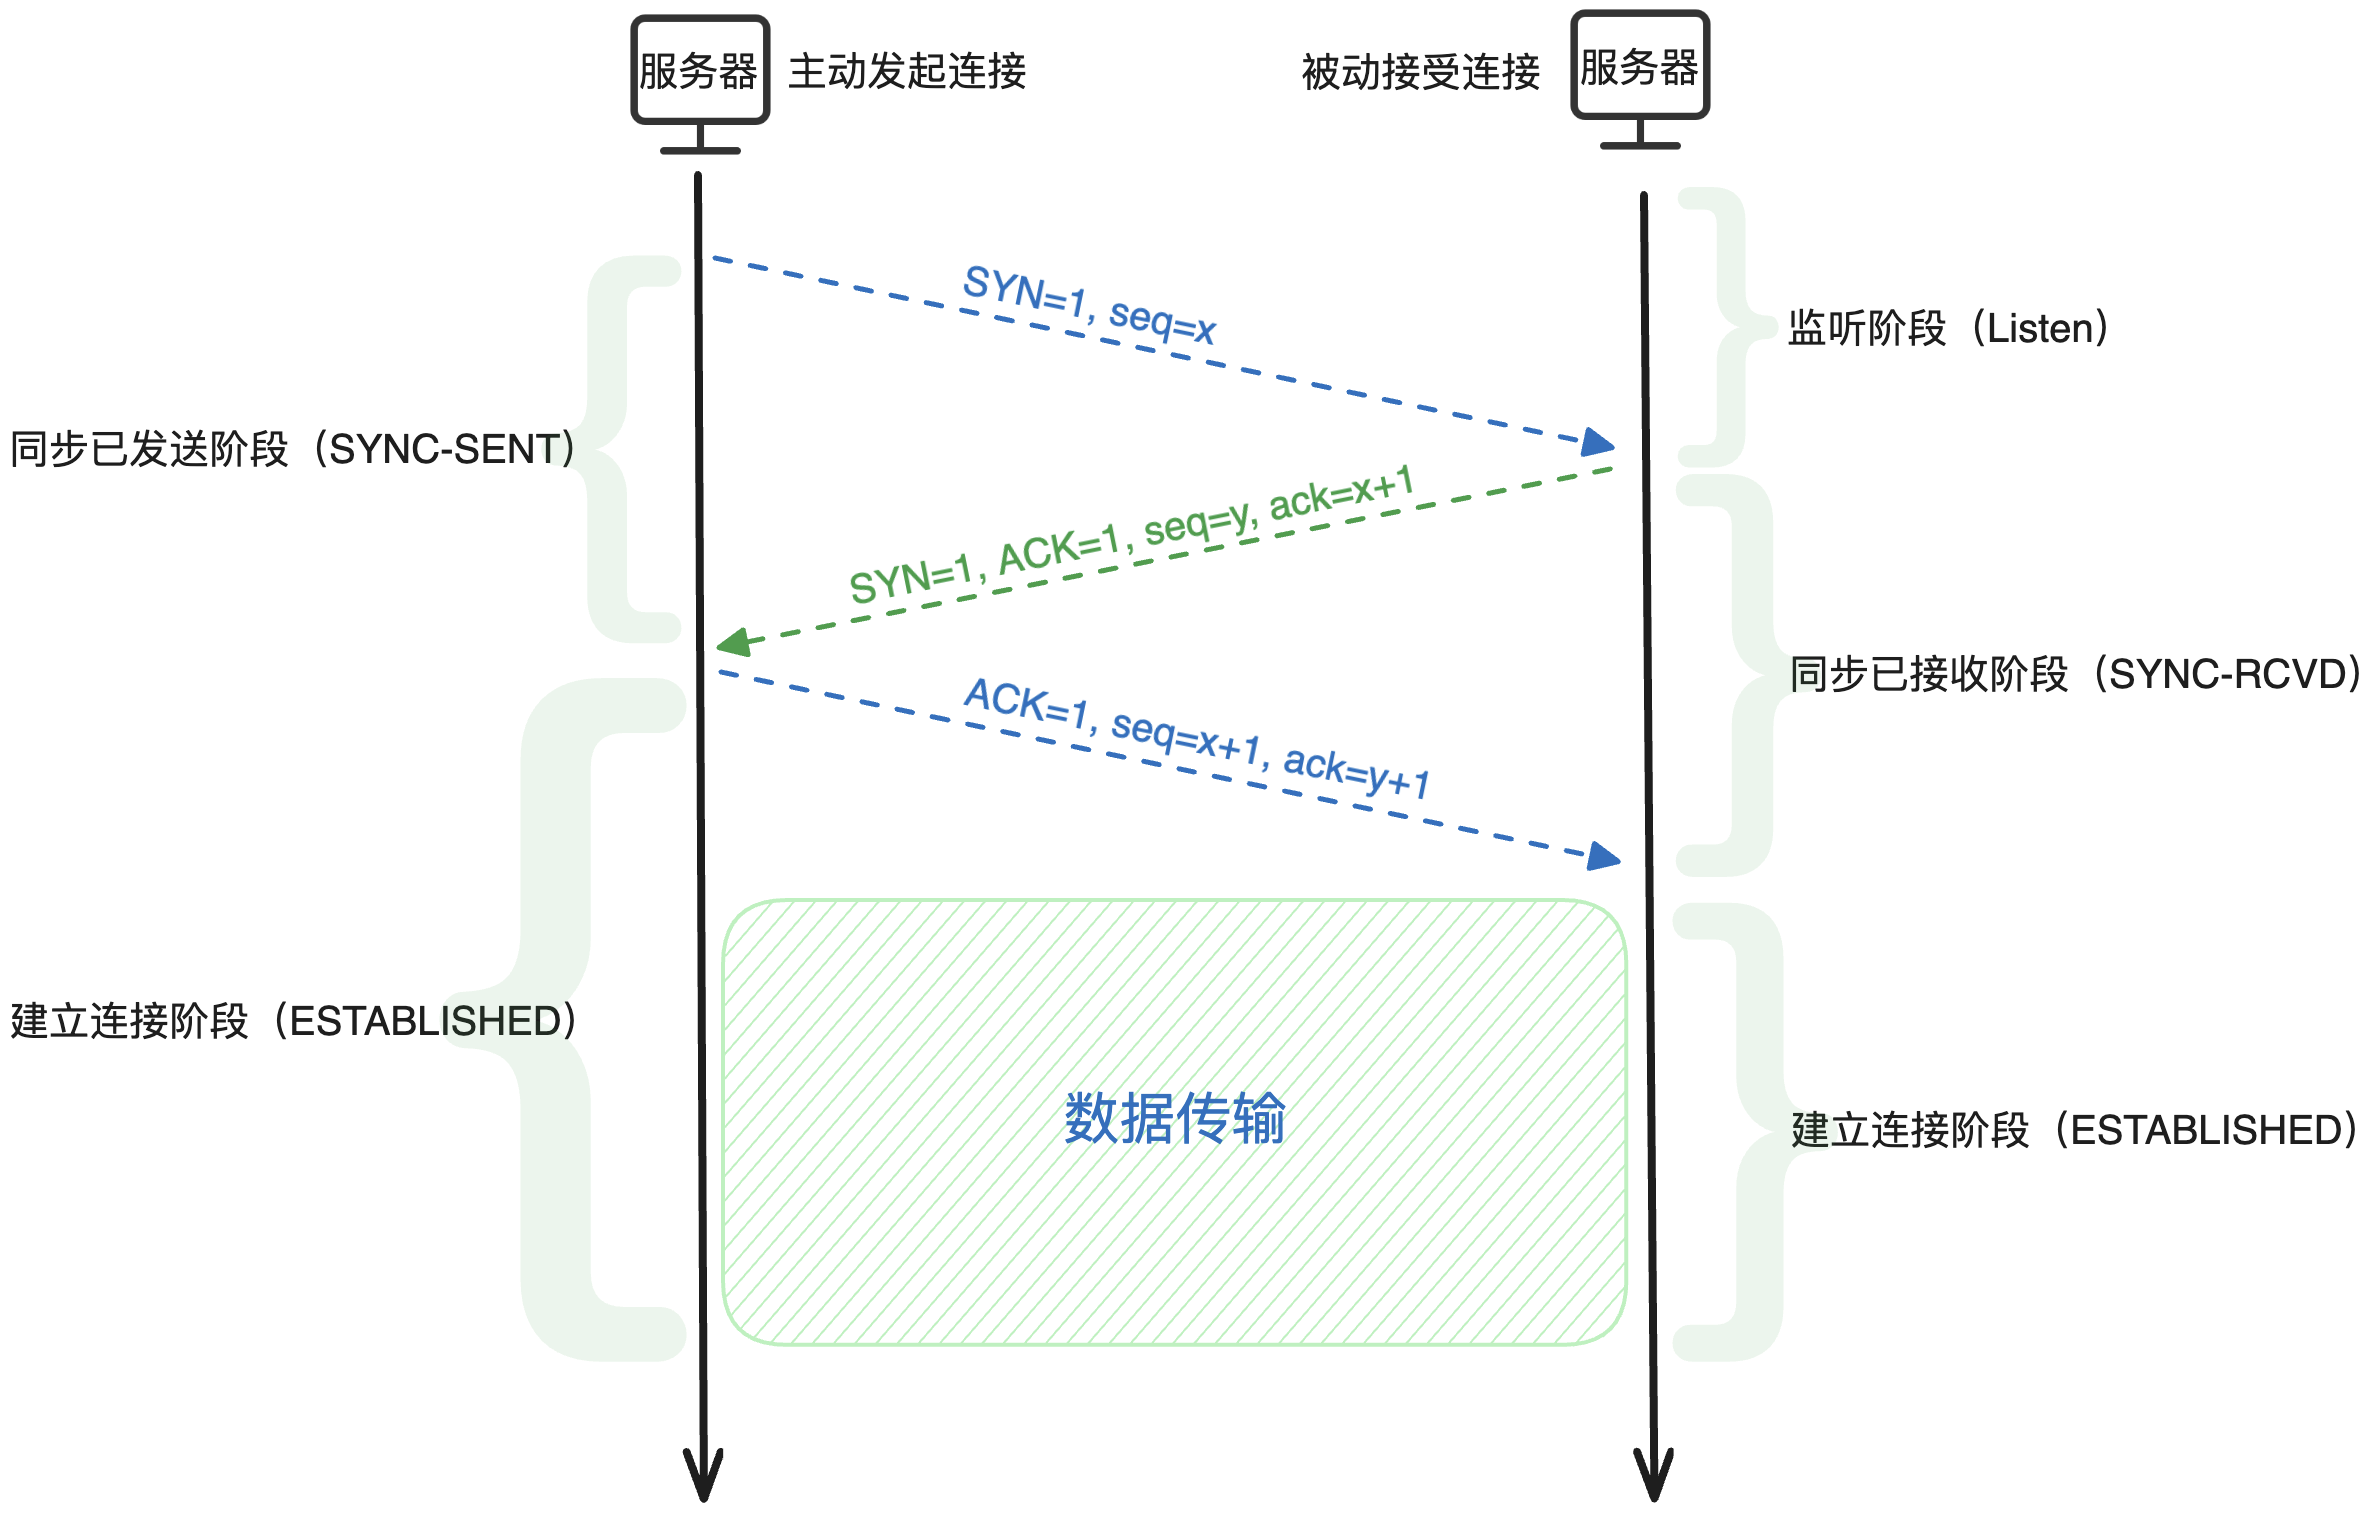 服务器
主动发起连接
被动接受连接
服务器
SYN=1, seq=x
监听阶段（Listen）
同步已发送阶段（SYNC-SENT）
SYN=1, ACK=1, seq=y, ack=x+1
同步已接收阶段（SYNC-RCVD）
ACK=1, seq=x+1, ack=y+1
建立连接阶段（ESTABLISHED）
数据传输
建立连接阶段（ESTABLISHED）